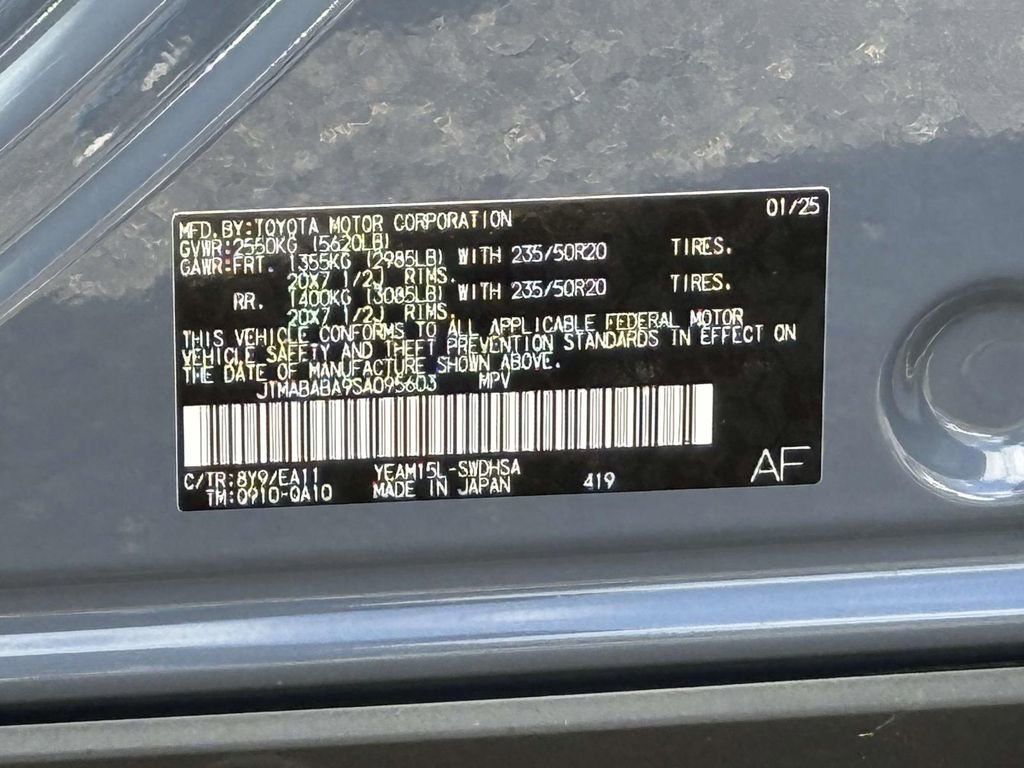 MFD. BY: TOYOTA MOTOR CORPORATION 01/25
GVWR: 2550KG (5620LB)
GAWR: FRT. 1355KG (2985LB) WITH 235/50R20 TIRES.
20X7 1/2J RIMS.
RR. 1400KG (3085LB) WITH 235/50R20 TIRES.
20X7 1/2J RIMS.
THIS VEHICLE CONFORMS TO ALL APPLICABLE FEDERAL MOTOR
VEHICLE SAFETY AND THEFT PREVENTION STANDARDS IN EFFECT ON
THE DATE OF MANUFACTURE SHOWN ABOVE.
JTMABABA9SA095603 MPV
C/TR: 8Y9/EA11 YEAM15L-SWDHSA
TM: Q910-QA10 MADE IN JAPAN 419
AF